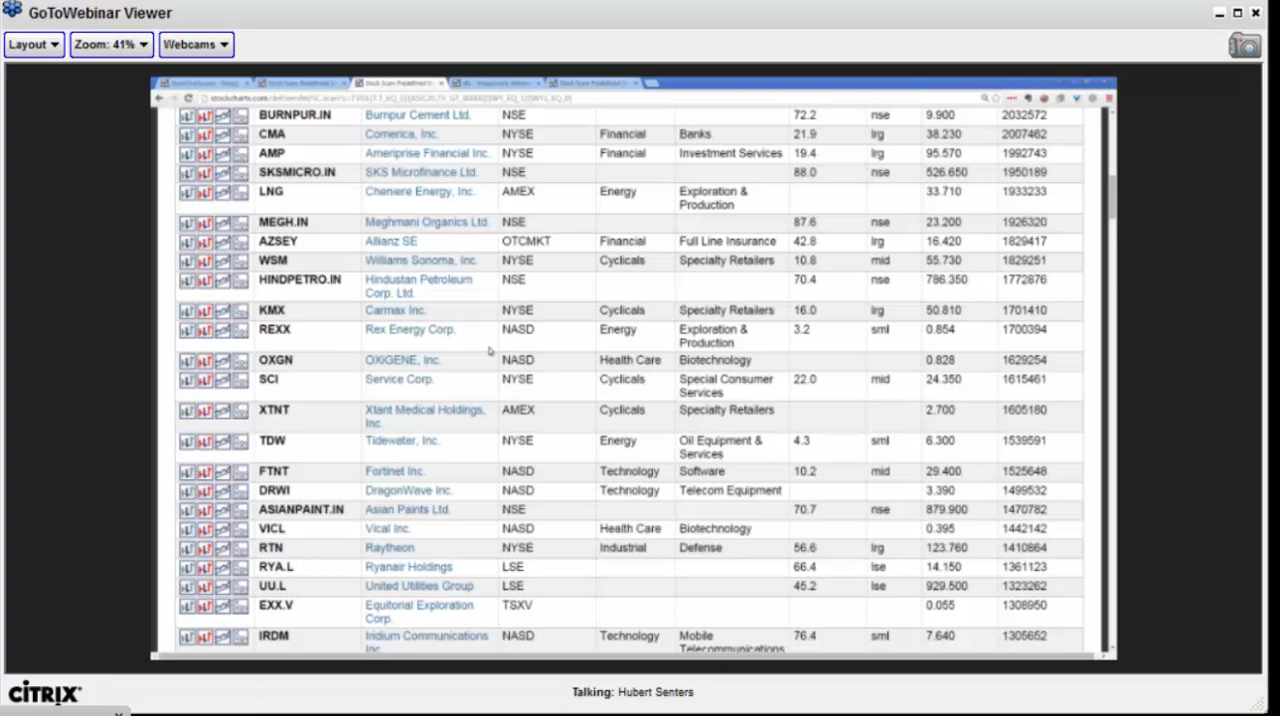 GoToWebinar Viewer
Layout Zoom: 41% Webcams
BURNPUR.IN Burnpur Cement Ltd. NSE 72.2 nse 9.900 2032572
CMA Comerica, Inc. NYSE Financial Banks 21.9 lrg 38.230 2007462
AMP Ameriprise Financial Inc. NYSE Financial Investment Services 19.4 lrg 95.570 1992743
SKSMICRO.IN SKS Microfinance Ltd. NSE 88.0 nse 526.650 1950189
LNG Cheniere Energy, Inc. AMEX Energy Exploration & 33.710 1933233
Production
MEGH.IN Meghmani Organics Ltd. NSE 87.6 nse 23.200 1926320
AZSEY Allianz SE OTCMKT Financial Full Line Insurance 42.8 lrg 16.420 1829417
WSM Williams Sonoma, Inc. NYSE Cyclicals Specialty Retailers 10.8 mid 55.730 1829251
HINDPETRO.IN Hindustan Petroleum NSE 70.4 nse 786.350 1772876
Corp. Ltd.
KMX Carmax Inc. NYSE Cyclicals Specialty Retailers 16.0 lrg 50.810 1701410
REXX Rex Energy Corp. NASD Energy Exploration & 3.2 sml 0.854 1700394
Production
OXGN OXiGENE, Inc. NASD Health Care Biotechnology 0.828 1629254
SCI Service Corp. NYSE Cyclicals Special Consumer 22.0 mid 24.350 1615461
Services
XTNT Xtant Medical Holdings, AMEX Cyclicals Specialty Retailers 2.700 1605180
Inc.
TDW Tidewater, Inc. NYSE Energy Oil Equipment & 4.3 sml 6.300 1539591
Services
FTNT Fortinet Inc. NASD Technology Software 10.2 mid 29.400 1525648
DRWI DragonWave Inc. NASD Technology Telecom Equipment 3.390 1499532
ASIANPAINT.IN Asian Paints Ltd. NSE 70.7 nse 879.900 1470782
VICL Vical Inc. NASD Health Care Biotechnology 0.395 1442142
RTN Raytheon NYSE Industrial Defense 56.6 lrg 123.760 1410864
RYA.L Ryanair Holdings LSE 66.4 lse 14.150 1361123
UU.L United Utilities Group LSE 45.2 lse 929.500 1323262
EXX.V Equitorial Exploration TSXV 0.055 1308950
Corp.
IRDM Iridium Communications NASD Technology Mobile 76.4 sml 7.640 1305652
Inc. Telecommunications
CİTRIX Talking: Hubert Senters